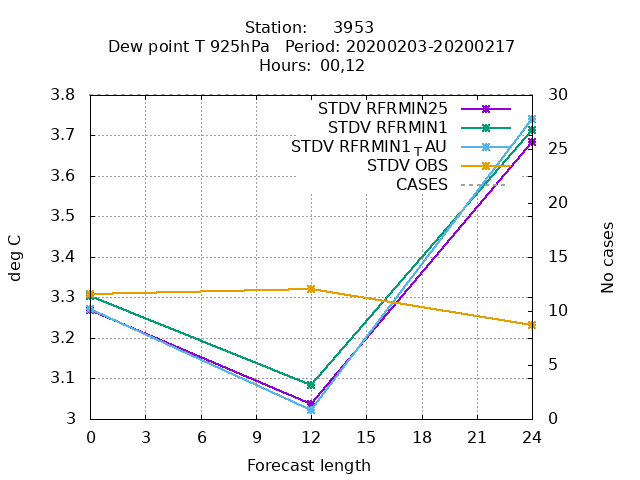 Station: 3953
Dew point T 925hPa Period: 20200203-20200217
Hours: 00,12
3.8
3.7
3.6
3.5
3.4
3.3
3.2
3.1
3
deg C
STDV RFRMIN25
STDV RFRMIN1
STDV RFRMIN1TAU
STDV OBS
CASES
30
25
20
15
10
5
0
No cases
0 3 6 9 12 15 18 21 24
Forecast length